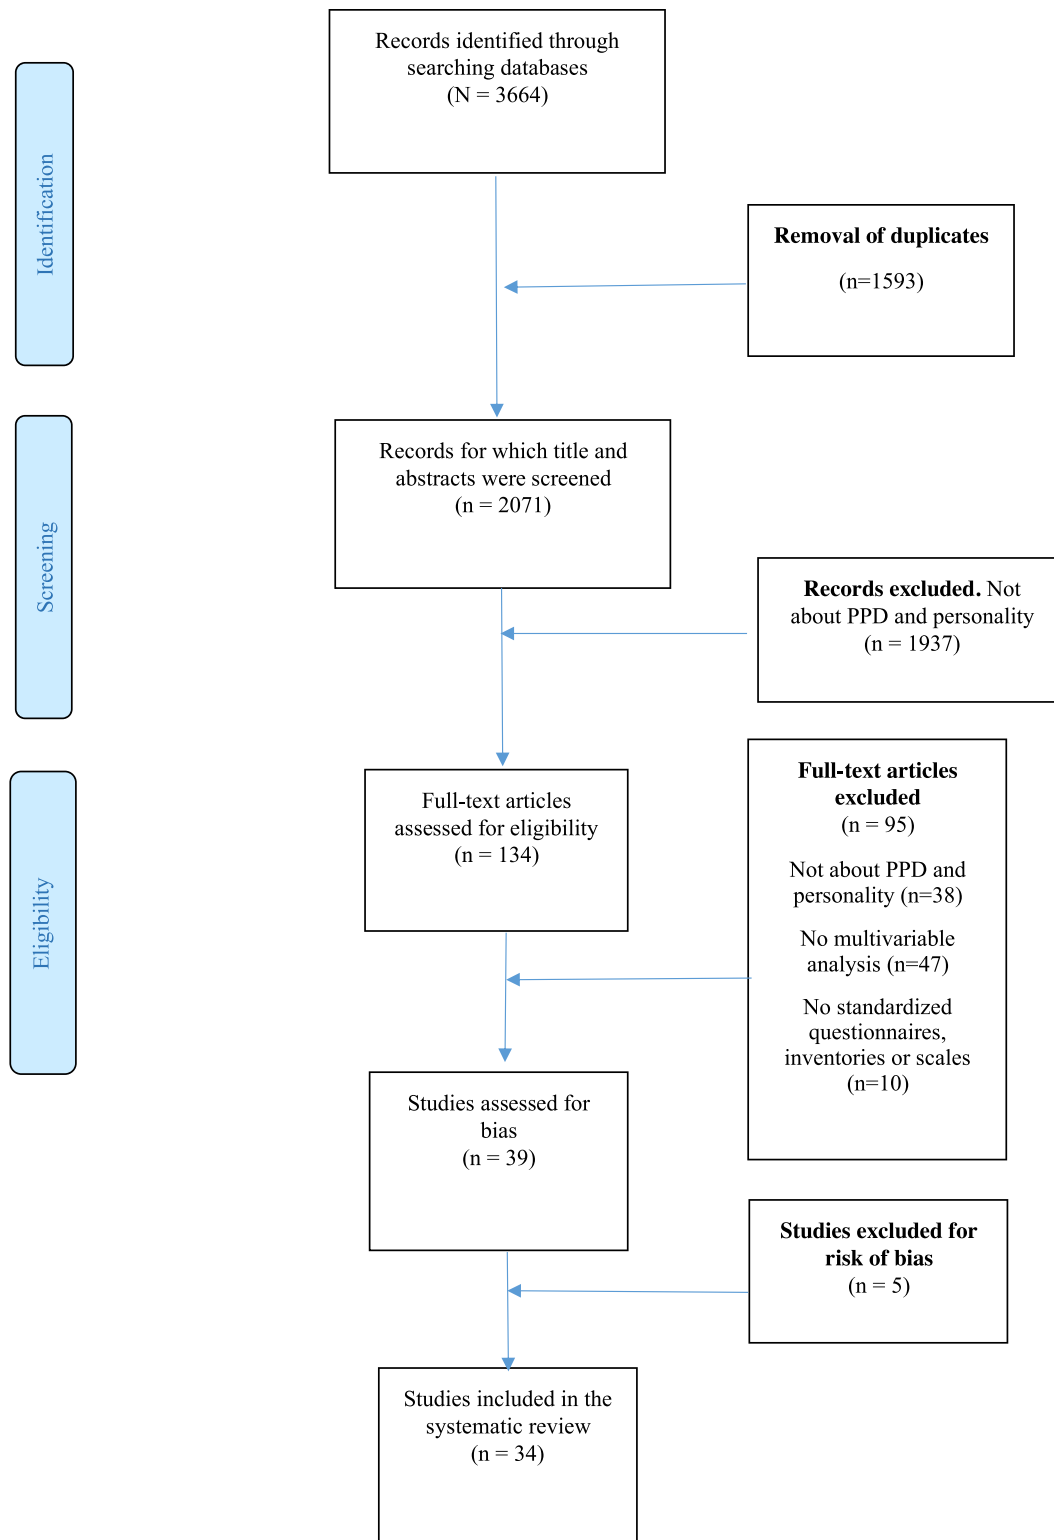 Records identified through
searching databases
(N = 3664)
Identification
Removal of duplicates
(n=1593)
Records for which title and
abstracts were screened
(n = 2071)
Screening
Records excluded. Not
about PPD and personality
(n = 1937)
Full-text articles
assessed for eligibility
(n = 134)
Full-text articles
excluded
(n = 95)
Not about PPD and
personality (n=38)
No multivariable
analysis (n=47)
No standardized
questionnaires,
inventories or scales
(n=10)
Eligibility
Studies assessed for
bias
(n = 39)
Studies excluded for
risk of bias
(n = 5)
Studies included in the
systematic review
(n = 34)